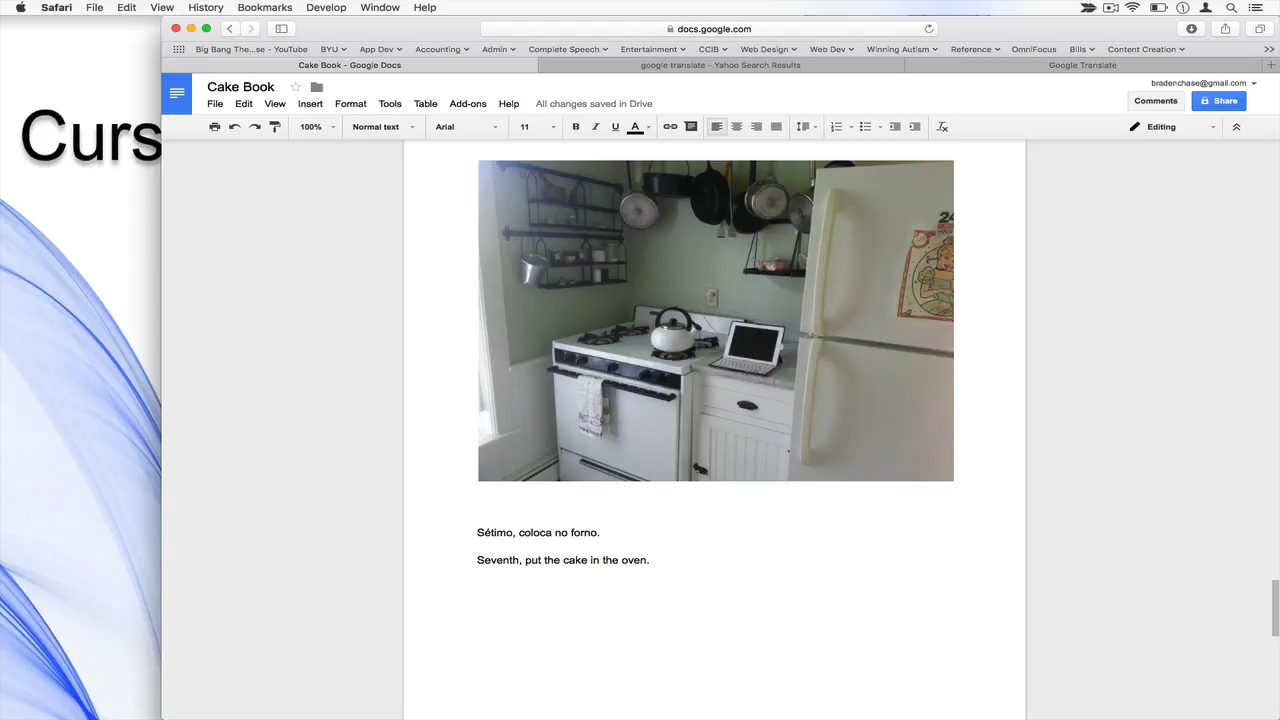 Safari File Edit View History Bookmarks Develop Window Help
docs.google.com
Big Bang The...se - YouTube BYU App Dev Accounting Admin Complete Speech Entertainment CCIB Web Design Web Dev Winning Autism Reference OmniFocus Bills Content Creation >>
Cake Book - Google Docs google translate - Yahoo Search Results Google Translate +
Cake Book bradenchase@gmail.com
File Edit View Insert Format Tools Table Add-ons Help All changes saved in Drive Comments Share
100% Normal text Arial 11 B I U A Editing
Curs
24
Sétimo, coloca no forno.
Seventh, put the cake in the oven.